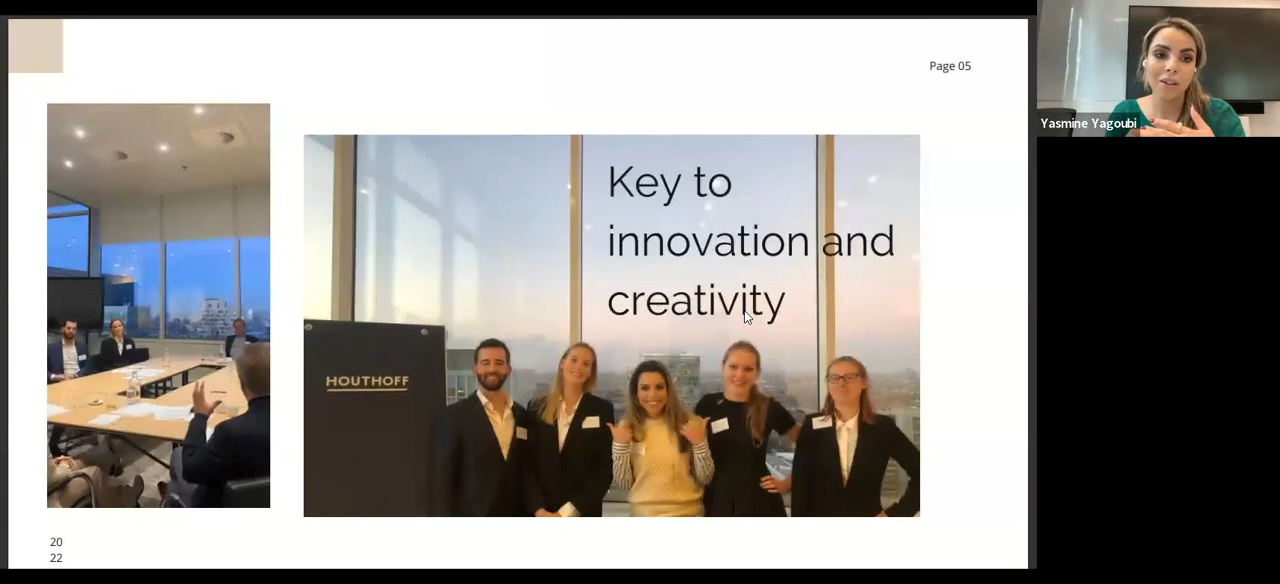 Page 05
Yasmine Yagoubi
Key to
innovation and
creativity
HOUTHOFF
20
22